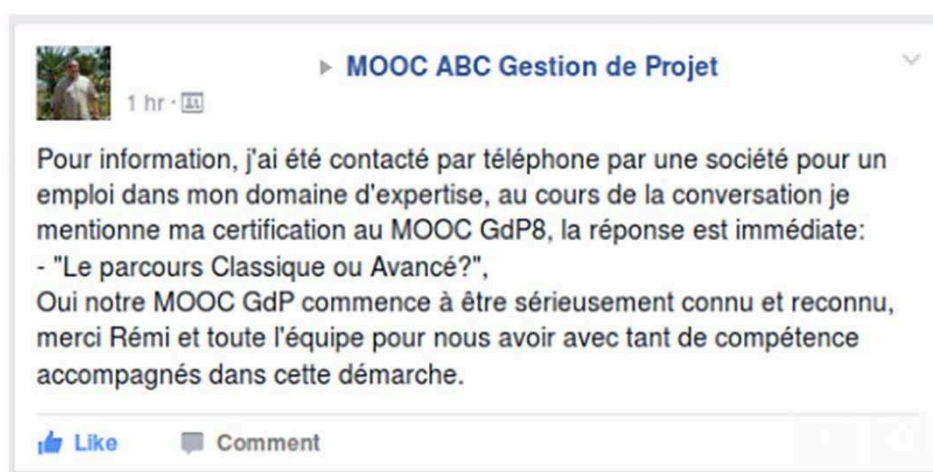 MOOC ABC Gestion de Projet
1 hr ·
Pour information, j'ai été contacté par téléphone par une société pour un
emploi dans mon domaine d'expertise, au cours de la conversation je
mentionne ma certification au MOOC GdP8, la réponse est immédiate:
- "Le parcours Classique ou Avancé?",
Oui notre MOOC GdP commence à être sérieusement connu et reconnu,
merci Rémi et toute l'équipe pour nous avoir avec tant de compétence
accompagnés dans cette démarche.
Like Comment